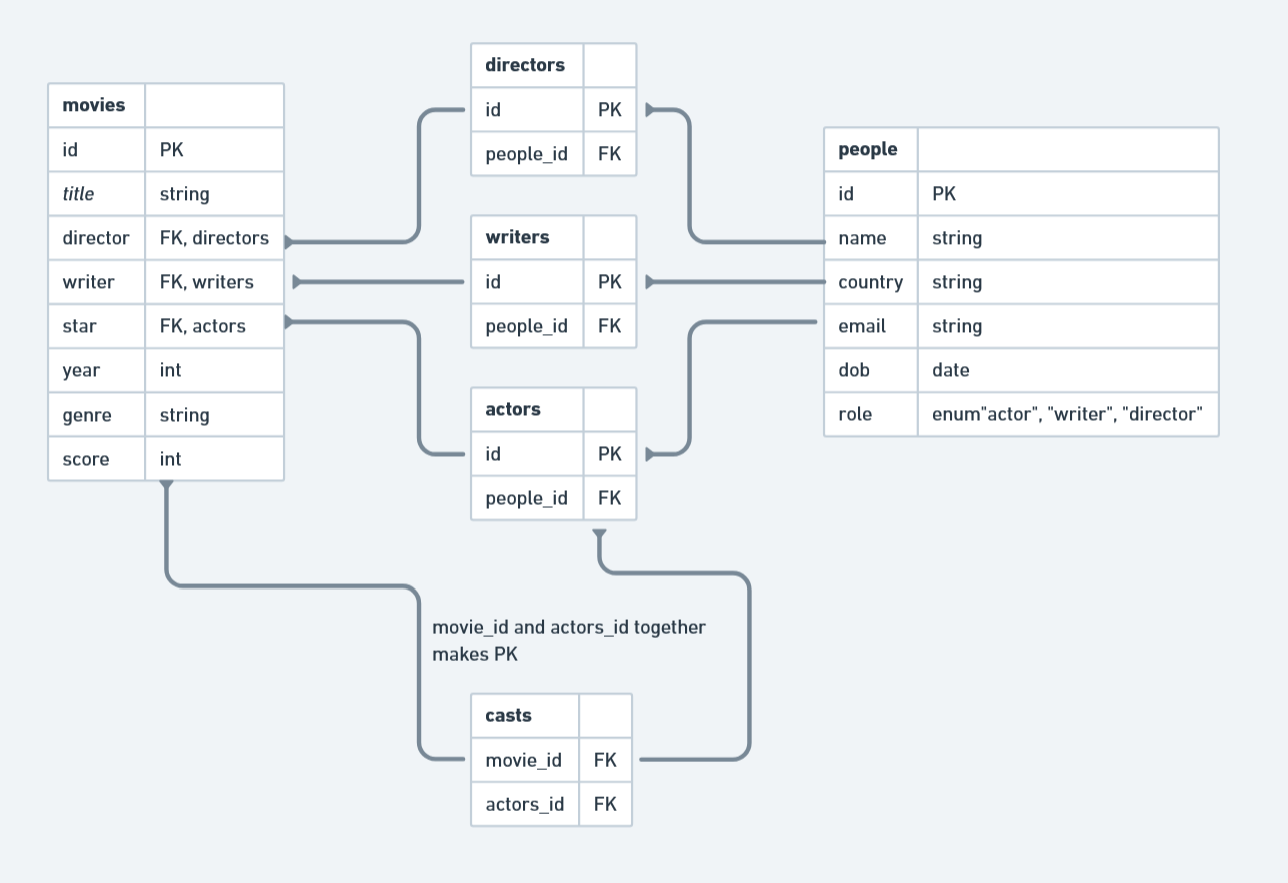 movies
id PK
title string
director FK, directors
writer FK, writers
star FK, actors
year int
genre string
score int
directors
id PK
people_id FK
writers
id PK
people_id FK
actors
id PK
people_id FK
people
id PK
name string
country string
email string
dob date
role enum"actor", "writer", "director"
movie_id and actors_id together
makes PK
casts
movie_id FK
actors_id FK